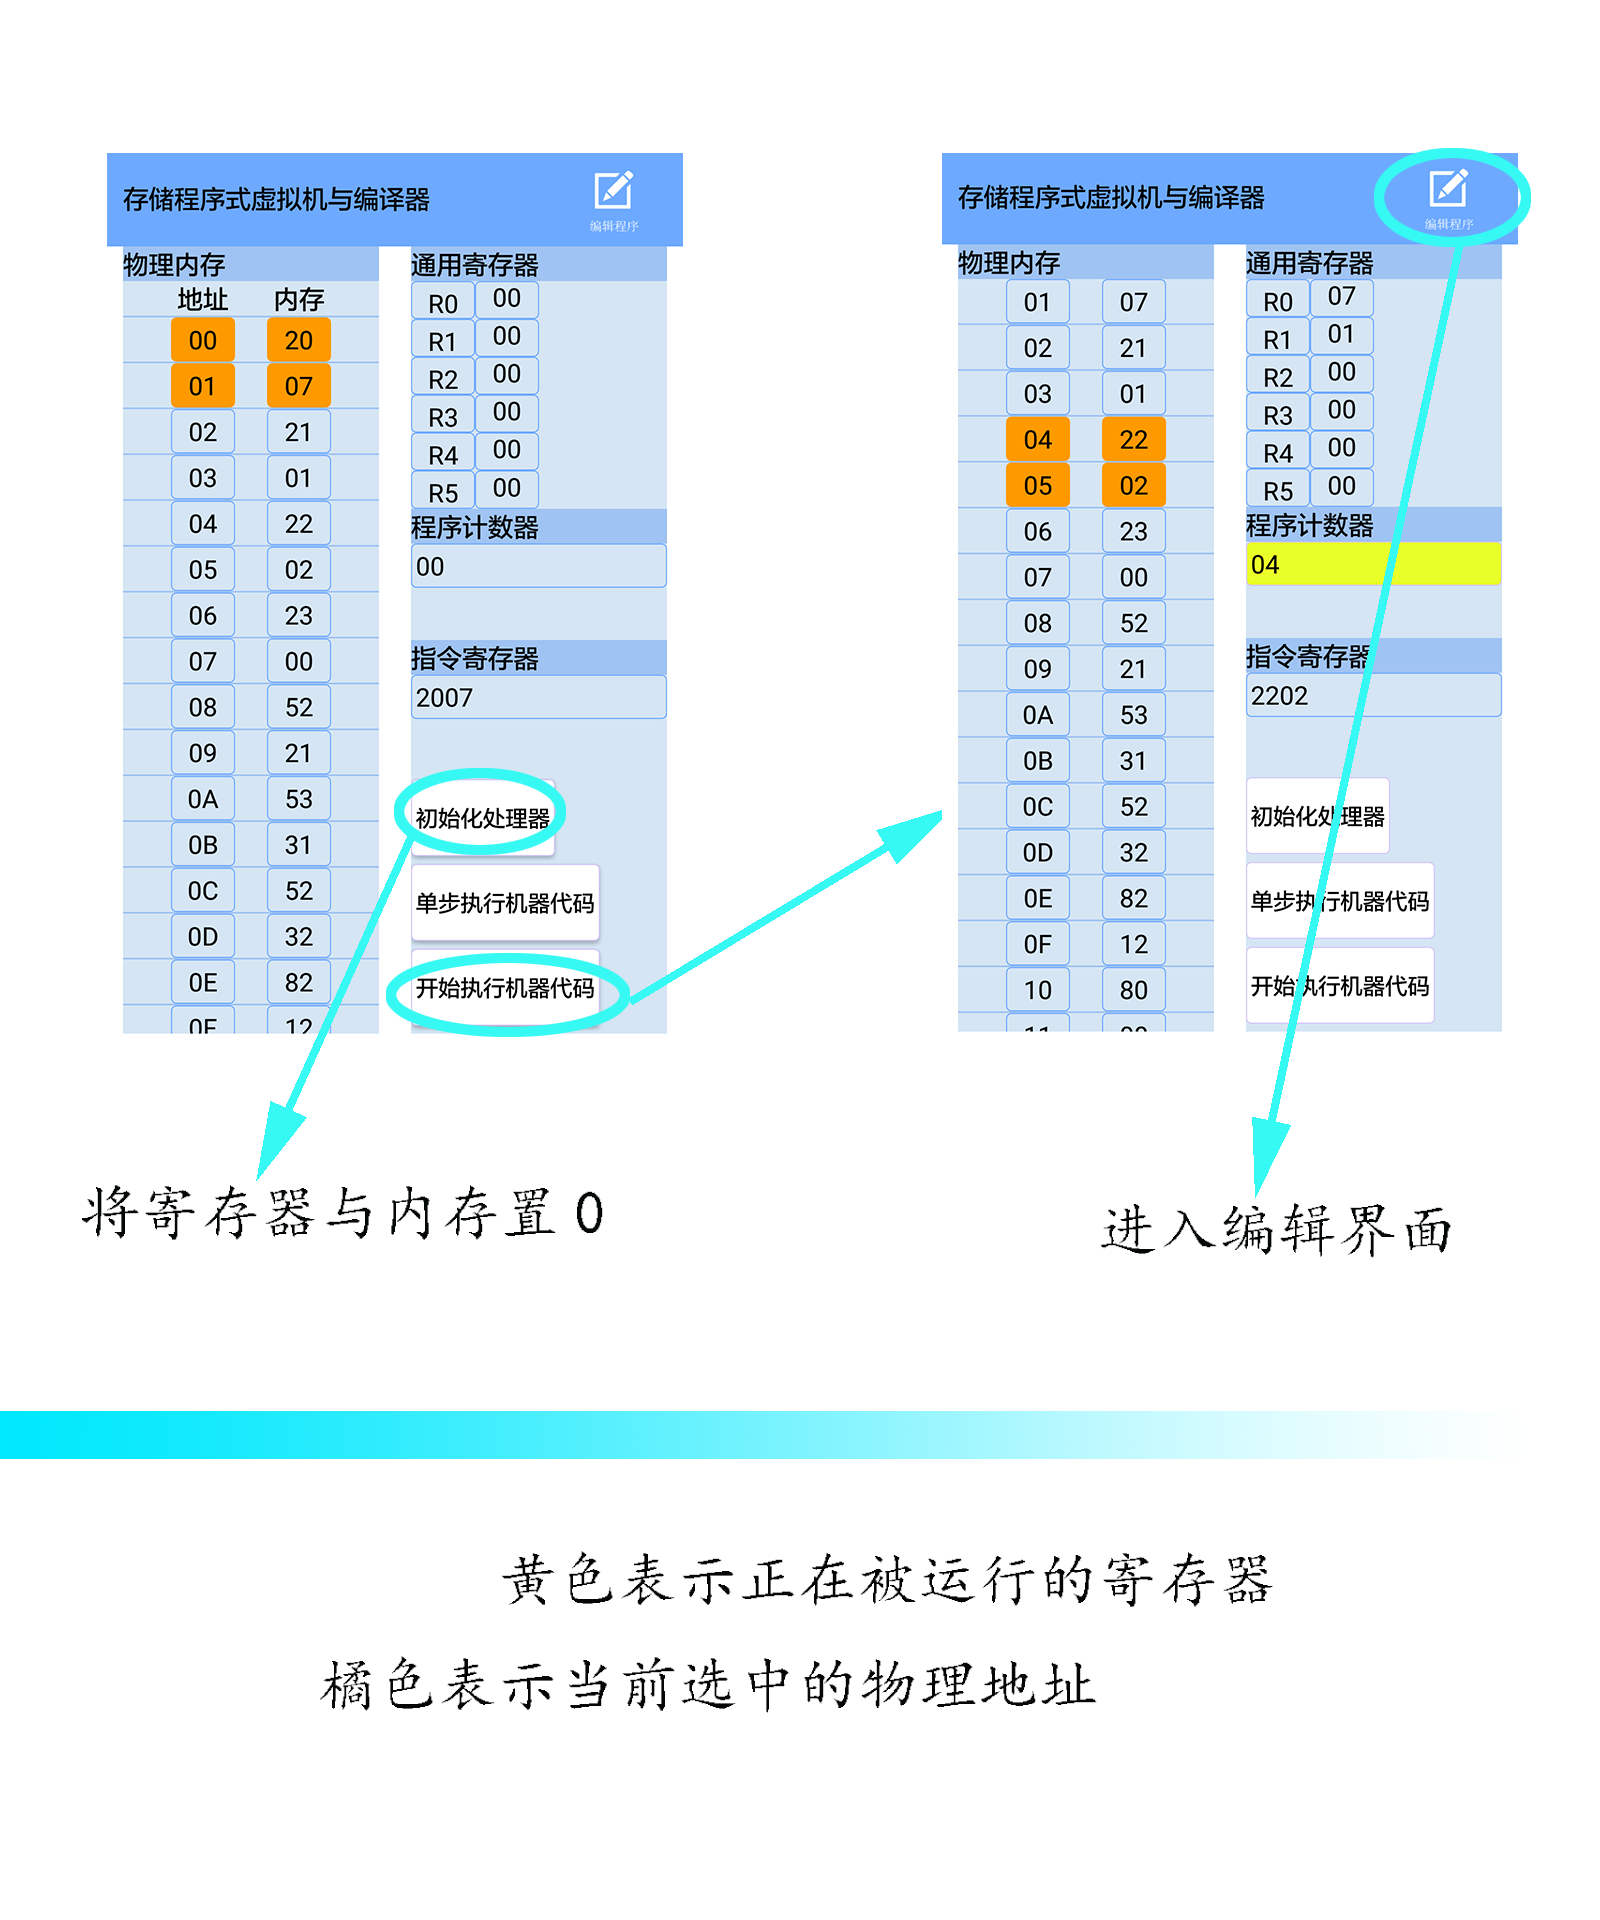 存储程序式虚拟机与编译器
编辑程序
物理内存
地址 内存
00 20
01 07
02 21
03 01
04 22
05 02
06 23
07 00
08 52
09 21
0A 53
0B 31
0C 52
0D 32
0E 82
0F 12
通用寄存器
R0 00
R1 00
R2 00
R3 00
R4 00
R5 00
程序计数器
00
指令寄存器
2007
初始化处理器
单步执行机器代码
开始执行机器代码
存储程序式虚拟机与编译器
编辑程序
物理内存
01 07
02 21
03 01
04 22
05 02
06 23
07 00
08 52
09 21
0A 53
0B 31
0C 52
0D 32
0E 82
0F 12
10 80
通用寄存器
R0 07
R1 01
R2 00
R3 00
R4 00
R5 00
程序计数器
04
指令寄存器
2202
初始化处理器
单步执行机器代码
开始执行机器代码
将寄存器与内存置0
进入编辑界面
黄色表示正在被运行的寄存器
橘色表示当前选中的物理地址